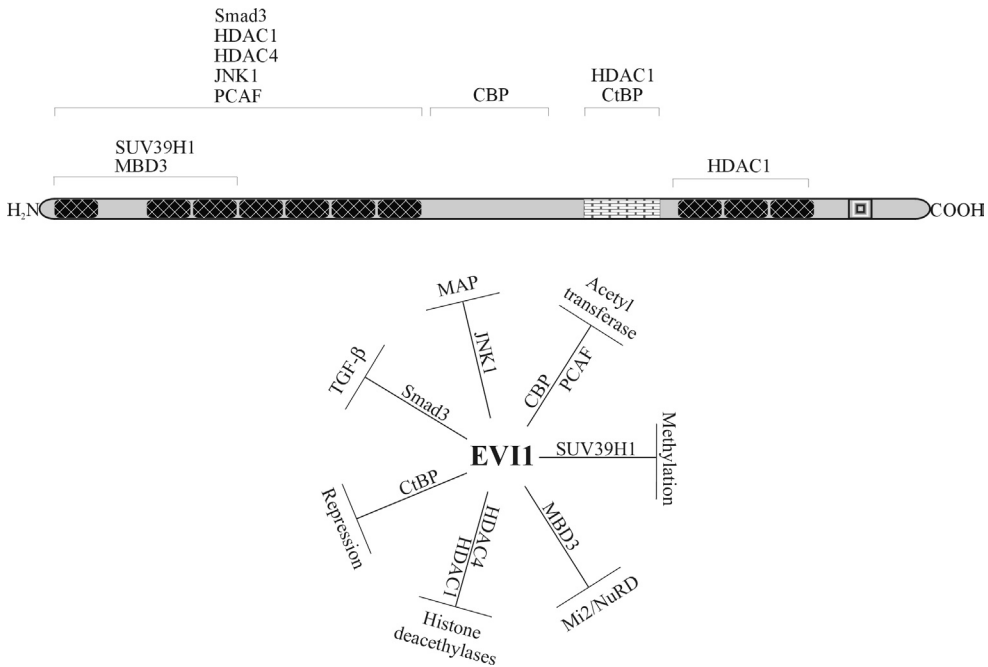 Smad3
HDAC1
HDAC4
JNK1
PCAF
CBP
HDAC1
CtBP
SUV39H1
MBD3
HDAC1
H₂N
COOH
MAP
JNK1
Acetyl
transferase
CBP
PCAF
TGF-β
Smad3
EVI1
SUV39H1
Methylation
CtBP
Repression
HDAC4
HDAC1
Histone
deacethylases
MBD3
Mi2/NuRD